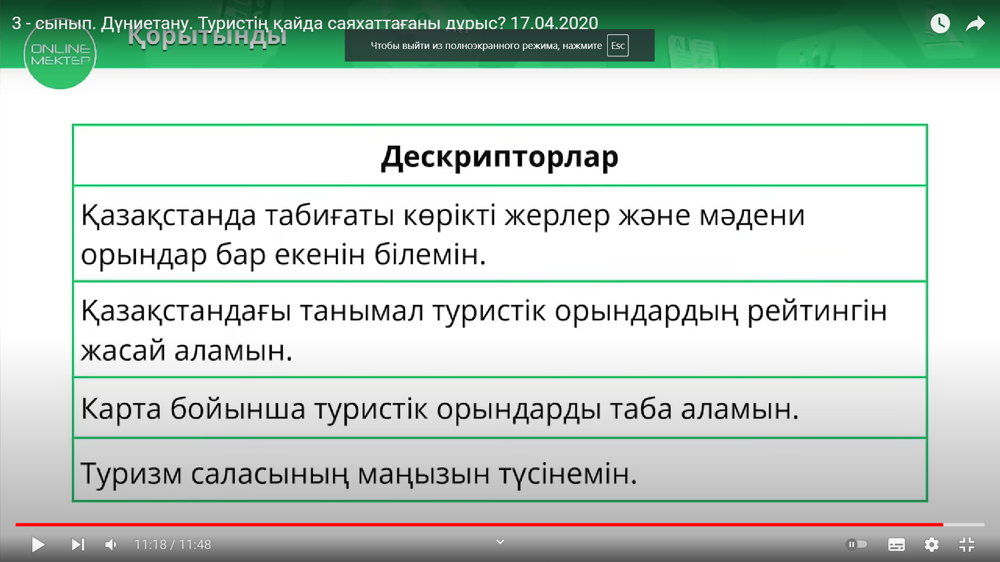 3 - сынып. Дүниетану. Туристің қайда саяхаттағаны дұрыс? 17.04.2020
Қорытынды
Чтобы выйти из полноэкранного режима, нажмите Esc
ONLINE
МЕКТЕР
Дескрипторлар
Қазақстанда табиғаты көрікті жерлер және мәдени
орындар бар екенін білемін.
Қазақстандағы танымал туристік орындардың рейтингін
жасай аламын.
Карта бойынша туристік орындарды таба аламын.
Туризм саласының маңызын түсінемін.
11:18 / 11:48